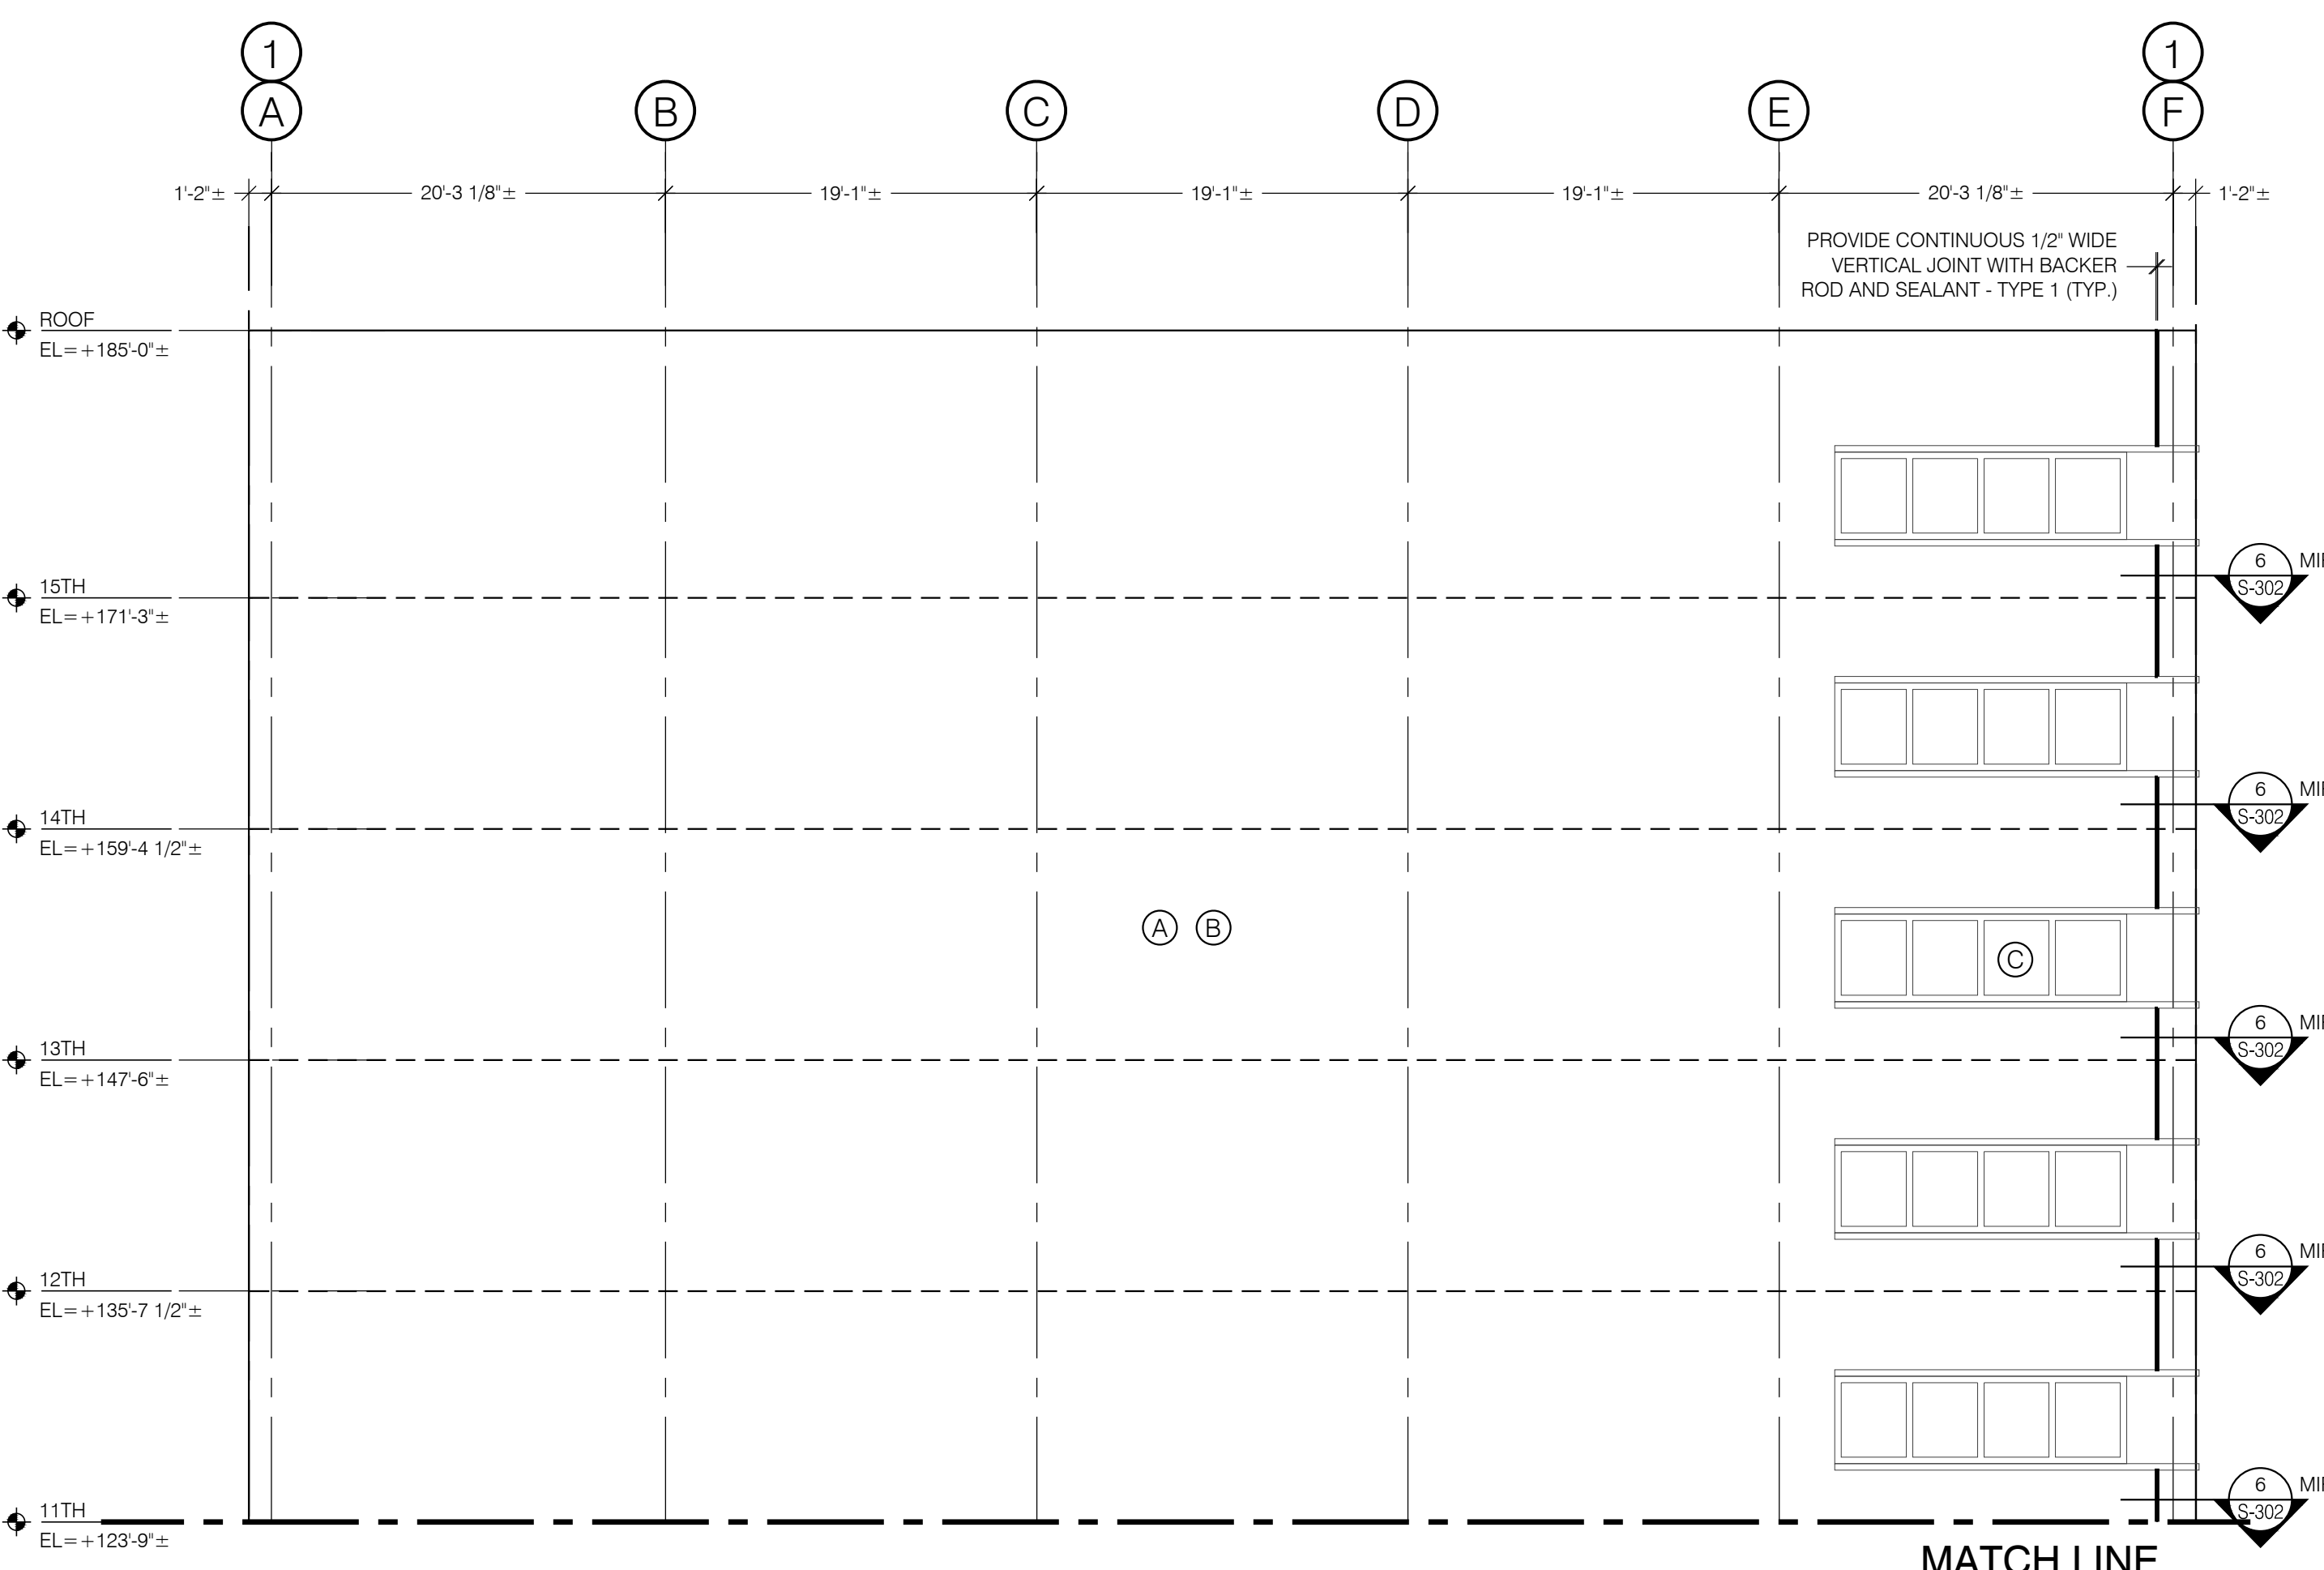 1 1
A B C D E F
1'-2"± 20'-3 1/8"± 19'-1"± 19'-1"± 19'-1"± 20'-3 1/8"± 1'-2"±
PROVIDE CONTINUOUS 1/2" WIDE
VERTICAL JOINT WITH BACKER
ROD AND SEALANT - TYPE 1 (TYP.)
ROOF
EL=+185'-0"±
15TH
EL=+171'-3"±
6
S-302
14TH
EL=+159'-4 1/2"±
6
S-302
A B
C
13TH
EL=+147'-6"±
6
S-302
12TH
EL=+135'-7 1/2"±
6
S-302
11TH
EL=+123'-9"±
6
S-302
MATCH LINE